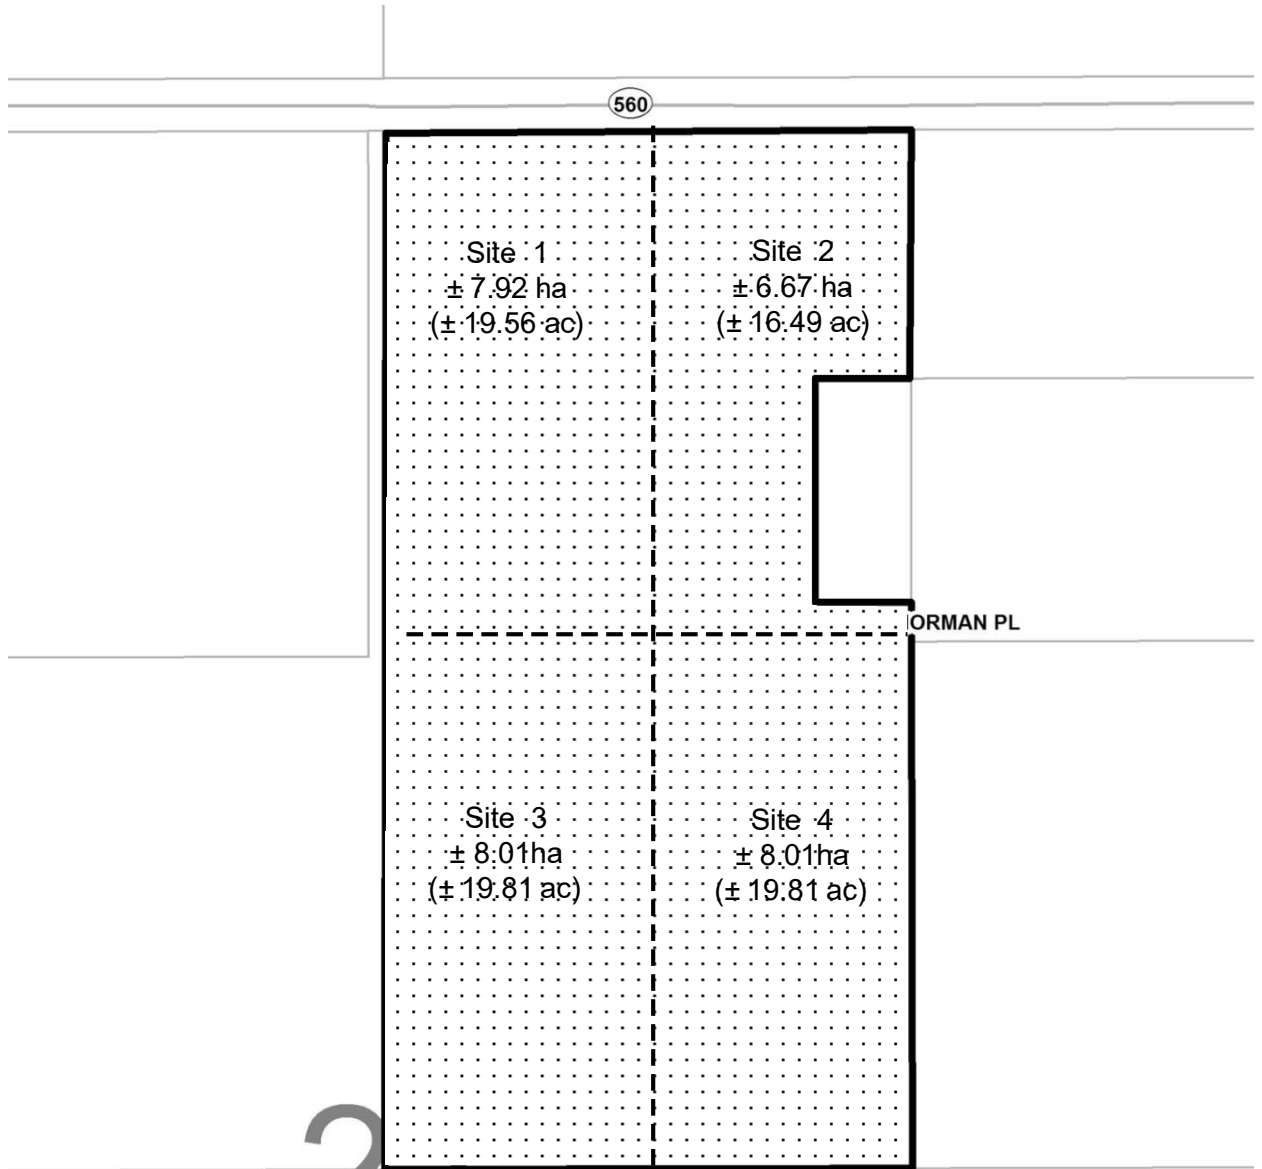 560
Site 1
± 7.92 ha
(± 19.56 ac)
Site 2
± 6.67 ha
(± 16.49 ac)
ORMAN PL
Site 3
± 8.01ha
(± 19.81 ac)
Site 4
± 8.01ha
(± 19.81 ac)